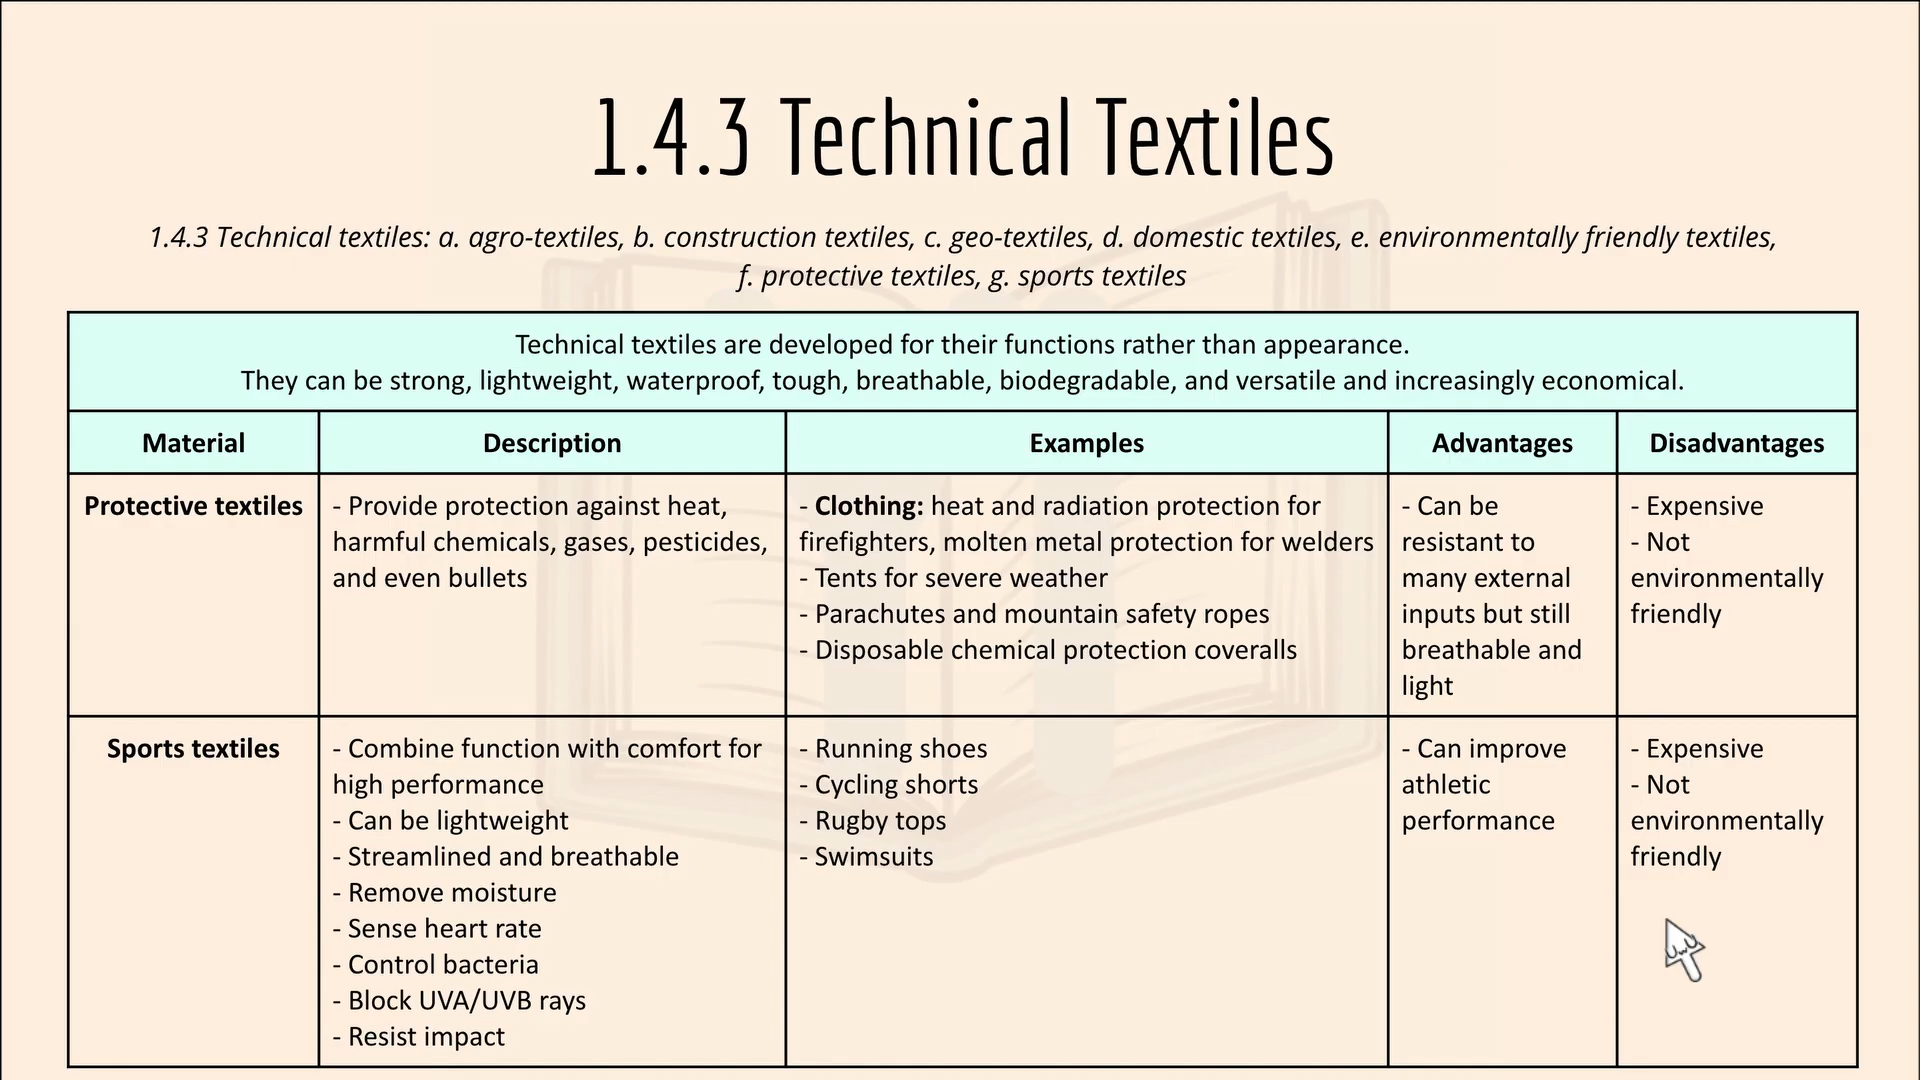 1.4.3 Technical Textiles
1.4.3 Technical textiles: a. agro-textiles, b. construction textiles, c. geo-textiles, d. domestic textiles, e. environmentally friendly textiles,
f. protective textiles, g. sports textiles
Technical textiles are developed for their functions rather than appearance.
They can be strong, lightweight, waterproof, tough, breathable, biodegradable, and versatile and increasingly economical.
Material
Description
Examples
Advantages
Disadvantages
Protective textiles
- Provide protection against heat,
harmful chemicals, gases, pesticides,
and even bullets
- Clothing: heat and radiation protection for
firefighters, molten metal protection for welders
- Tents for severe weather
- Parachutes and mountain safety ropes
- Disposable chemical protection coveralls
- Can be
resistant to
many external
inputs but still
breathable and
light
- Expensive
- Not
environmentally
friendly
Sports textiles
- Combine function with comfort for
high performance
- Can be lightweight
- Streamlined and breathable
- Remove moisture
- Sense heart rate
- Control bacteria
- Block UVA/UVB rays
- Resist impact
- Running shoes
- Cycling shorts
- Rugby tops
- Swimsuits
- Can improve
athletic
performance
- Expensive
- Not
environmentally
friendly